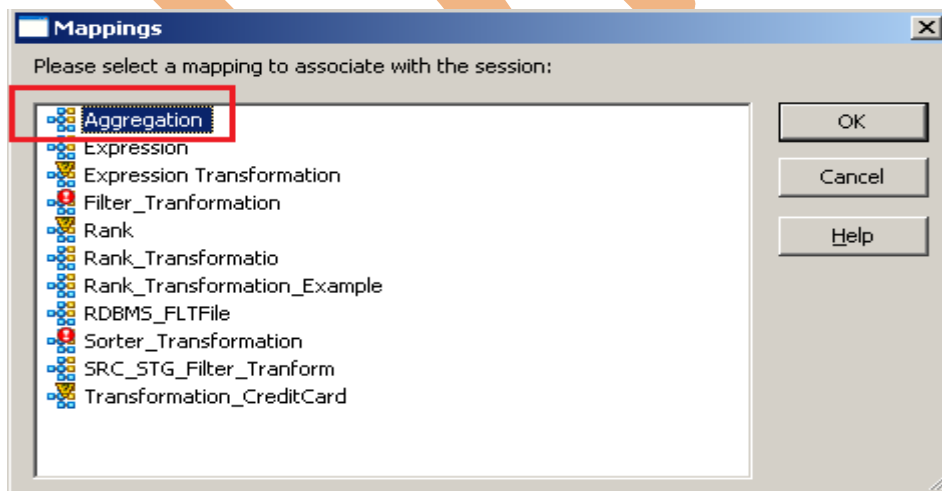 Mappings
Please select a mapping to associate with the session:
Aggregation
Expression
Expression Transformation
Filter_Tranformation
Rank
Rank_Transformatio
Rank_Transformation_Example
RDBMS_FLTFile
Sorter_Transformation
SRC_STG_Filter_Tranform
Transformation_CreditCard
OK
Cancel
Help